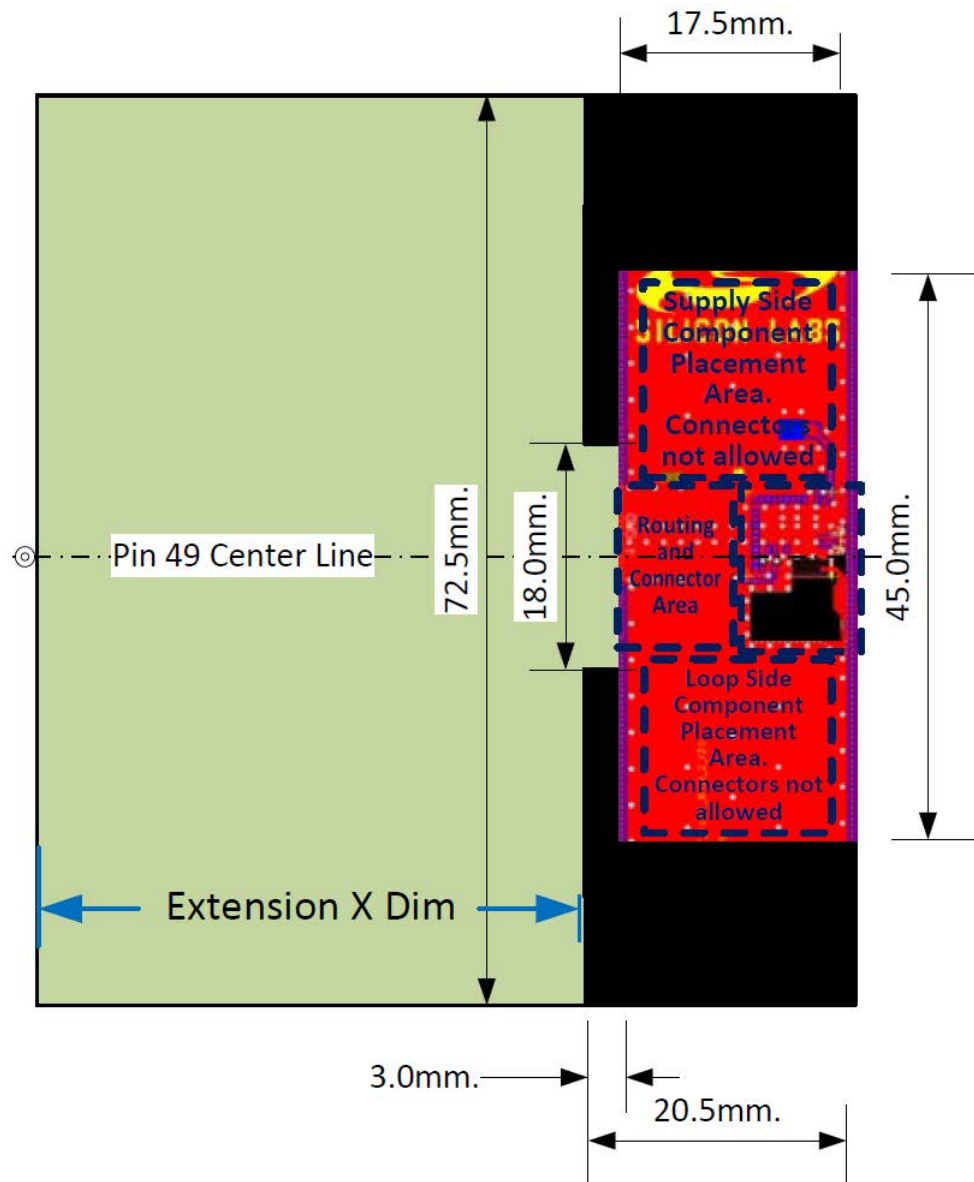 17.5mm.
SILICON LABS
Supply Side
Component
Placement
Area.
Connectors
not allowed
Routing
and
Connector
Area
Pin 49 Center Line
72.5mm.
18.0mm.
45.0mm.
Loop Side
Component
Placement
Area.
Connectors not
allowed
Extension X Dim
3.0mm.
20.5mm.